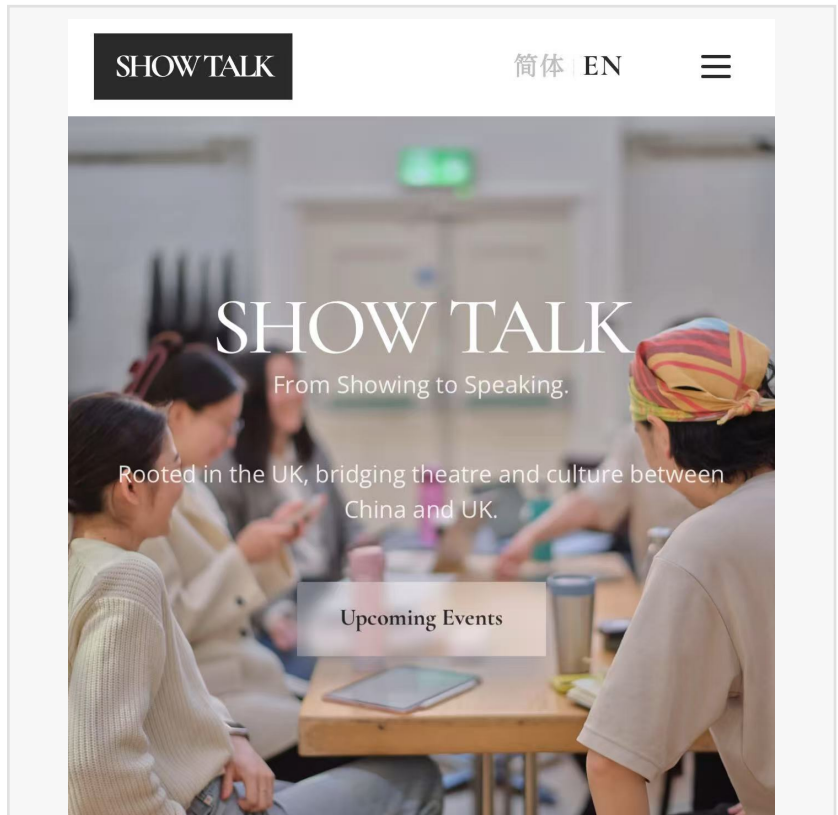 SHOW TALK
简体 | EN
SHOW TALK
From Showing to Speaking.
Rooted in the UK, bridging theatre and culture between
China and UK.
Upcoming Events